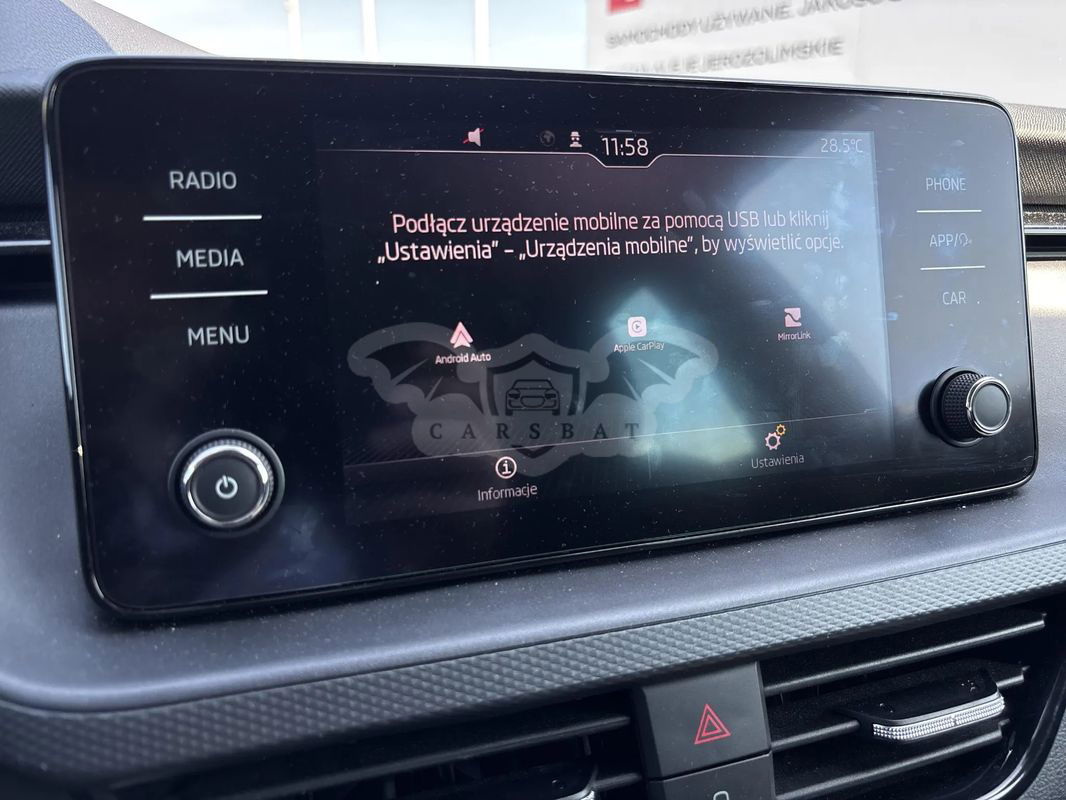 SAMOCHODY UŻYWANE. JAKOŚĆ
JEROZOLIMSKIE
11:58
28.5°C
RADIO
MEDIA
MENU
PHONE
APP/
CAR
Podłącz urządzenie mobilne za pomocą USB lub kliknij
„Ustawienia” – „Urządzenia mobilne”, by wyświetlić opcje.
Android Auto
Apple CarPlay
MirrorLink
CARSBAT
Informacje
Ustawienia